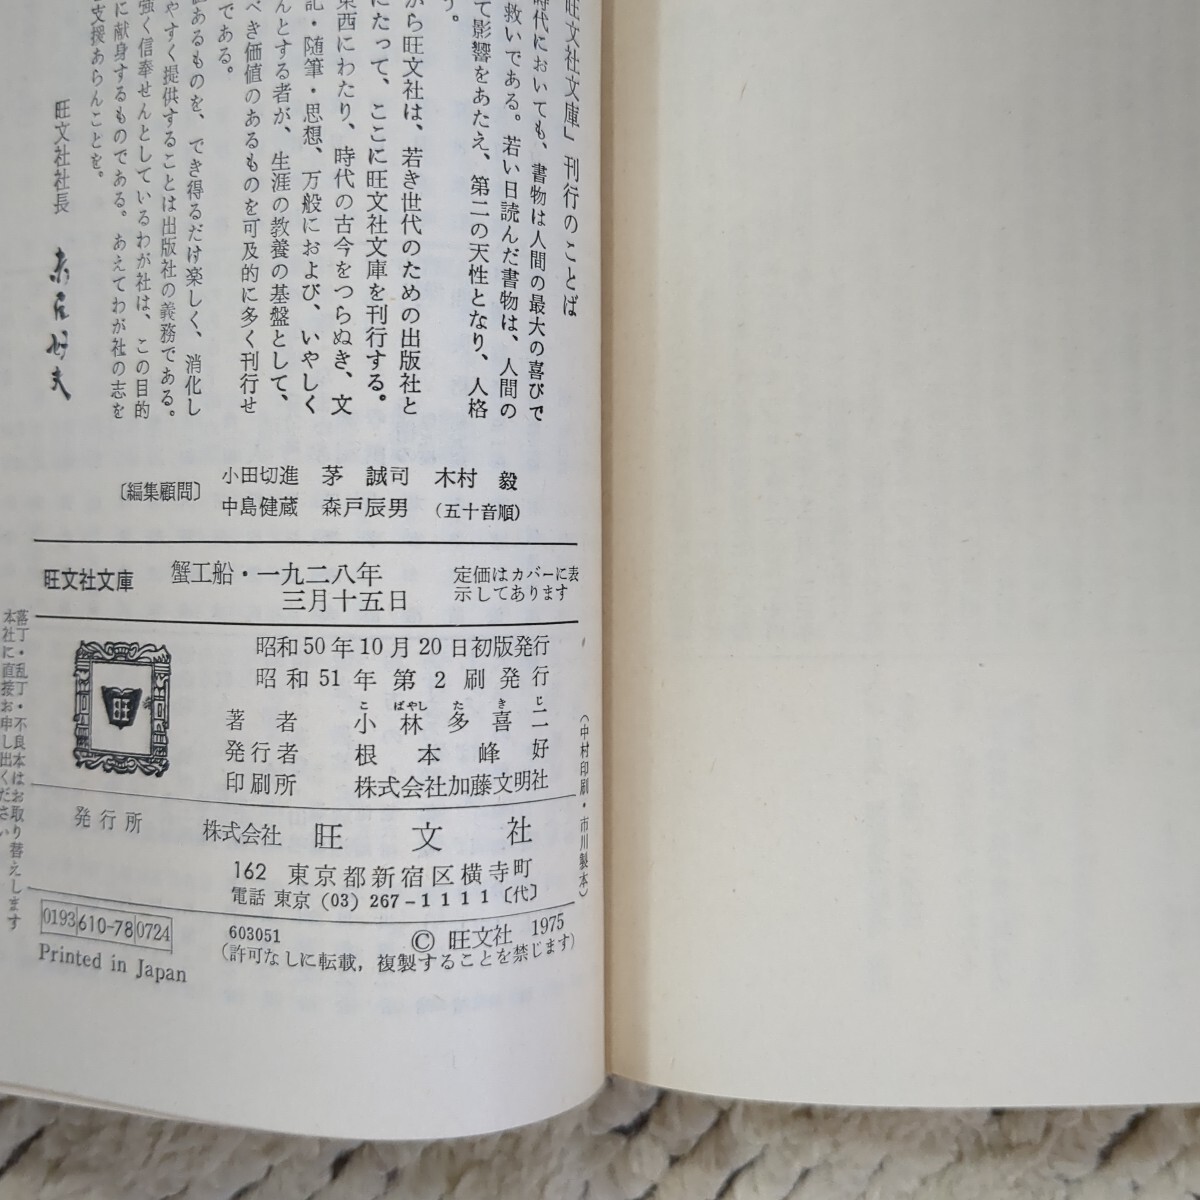 旺文社文庫」刊行のことば
時代においても、書物は人間の最大の喜びで
救いである。若い日読んだ書物は、人間の
て影響をあたえ、第二の天性となり、人格
う。
から旺文社は、若き世代のための出版社と
にたって、ここに旺文社文庫を刊行する。
東西にわたり、時代の古今をつらぬき、文
記・随筆・思想、万般におよび、いやしく
んとする者が、生涯の教養の基盤として、
べき価値のあるものを可及的に多く刊行せ
である。
あるものを、でき得るだけ楽しく、消化し
やすく提供することは出版社の義務である。
強く信奉せんとしているわが社は、この目的
に献身するものである。あえてわが社の志を
支援あらんことを。
旺文社社長 赤尾好夫
〔編集顧問〕
小田切進 茅誠司 木村毅
中島健蔵 森戸辰男 (五十音順)
旺文社文庫
蟹工船・一九二八年
三月十五日
定価はカバーに表
示してあります
昭和50年10月20日初版発行
昭和51年第2刷発行
こ ばやし た き じ
著者 小林多喜二
発行者 根本峰好
印刷所 株式会社加藤文明社
(中村印刷・市川製本)
発行所 株式会社 旺文社
162 東京都新宿区横寺町
電話 東京 (03) 267-1111 〔代〕
落丁・乱丁・不良本はお取り替えします
本社に直接お申し出ください
0193 610-78 0724
Printed in Japan
603051
© 旺文社 1975
(許可なしに転載, 複製することを禁じます)